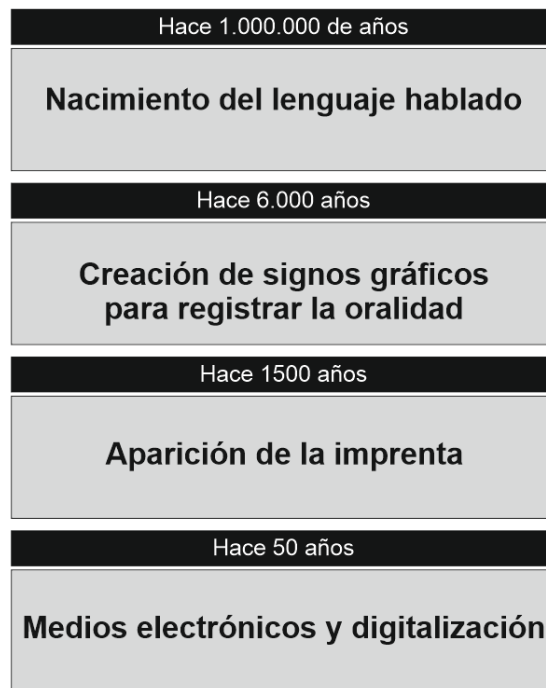 Hace 1.000.000 de años
Nacimiento del lenguaje hablado
Hace 6.000 años
Creación de signos gráficos
para registrar la oralidad
Hace 1500 años
Aparición de la imprenta
Hace 50 años
Medios electrónicos y digitalización